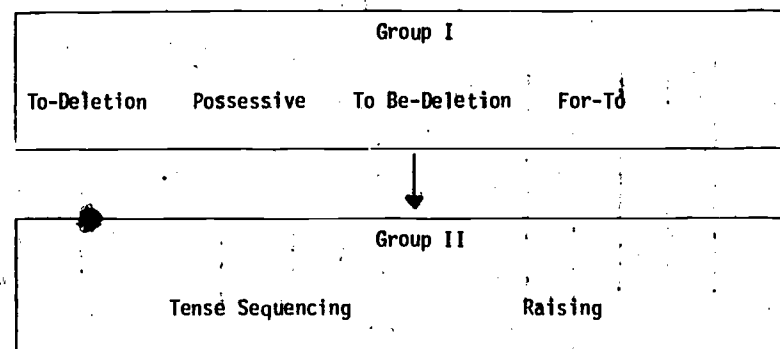 Group I
To-Deletion Possessive To Be-Deletion For-To
Group II
Tense Sequencing Raising